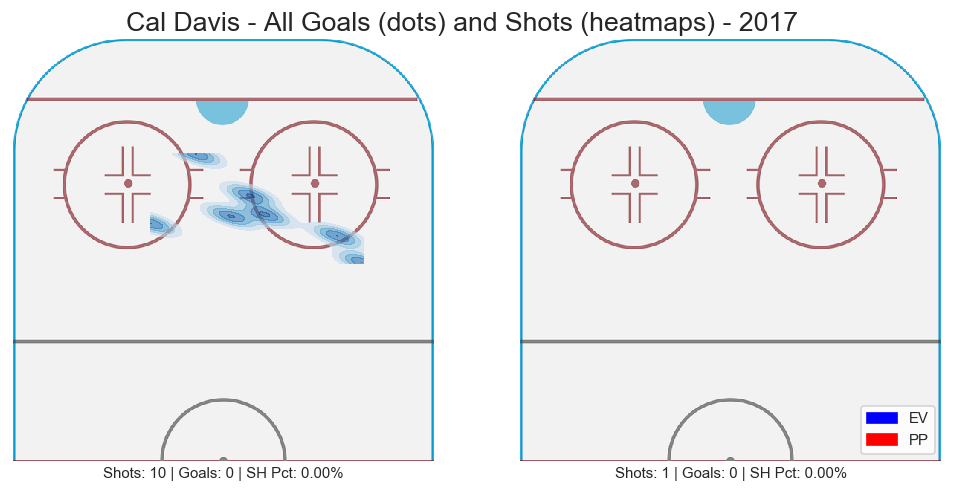 Cal Davis - All Goals (dots) and Shots (heatmaps) - 2017
EV
PP
Shots: 10 | Goals: 0 | SH Pct: 0.00%
Shots: 1 | Goals: 0 | SH Pct: 0.00%